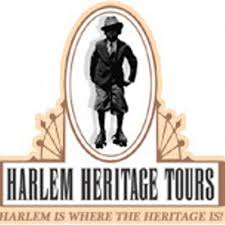 HARLEM HERITAGE TOURS
HARLEM IS WHERE THE HERITAGE IS!